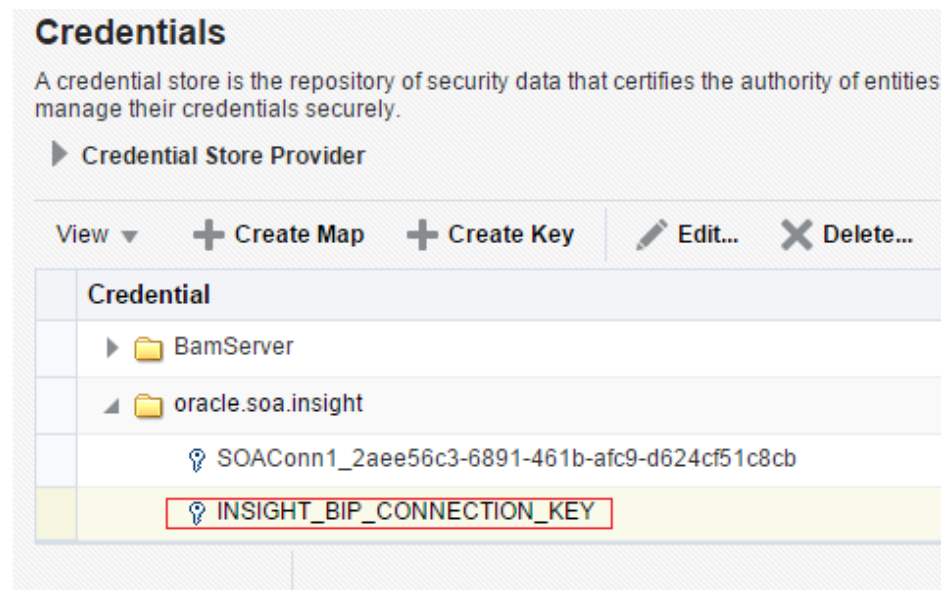 Credentials
A credential store is the repository of security data that certifies the authority of entities
manage their credentials securely.
Credential Store Provider
View Create Map Create Key Edit... Delete...
Credential
BamServer
oracle.soa.insight
SOAConn1_2aee56c3-6891-461b-afc9-d624cf51c8cb
INSIGHT_BIP_CONNECTION_KEY